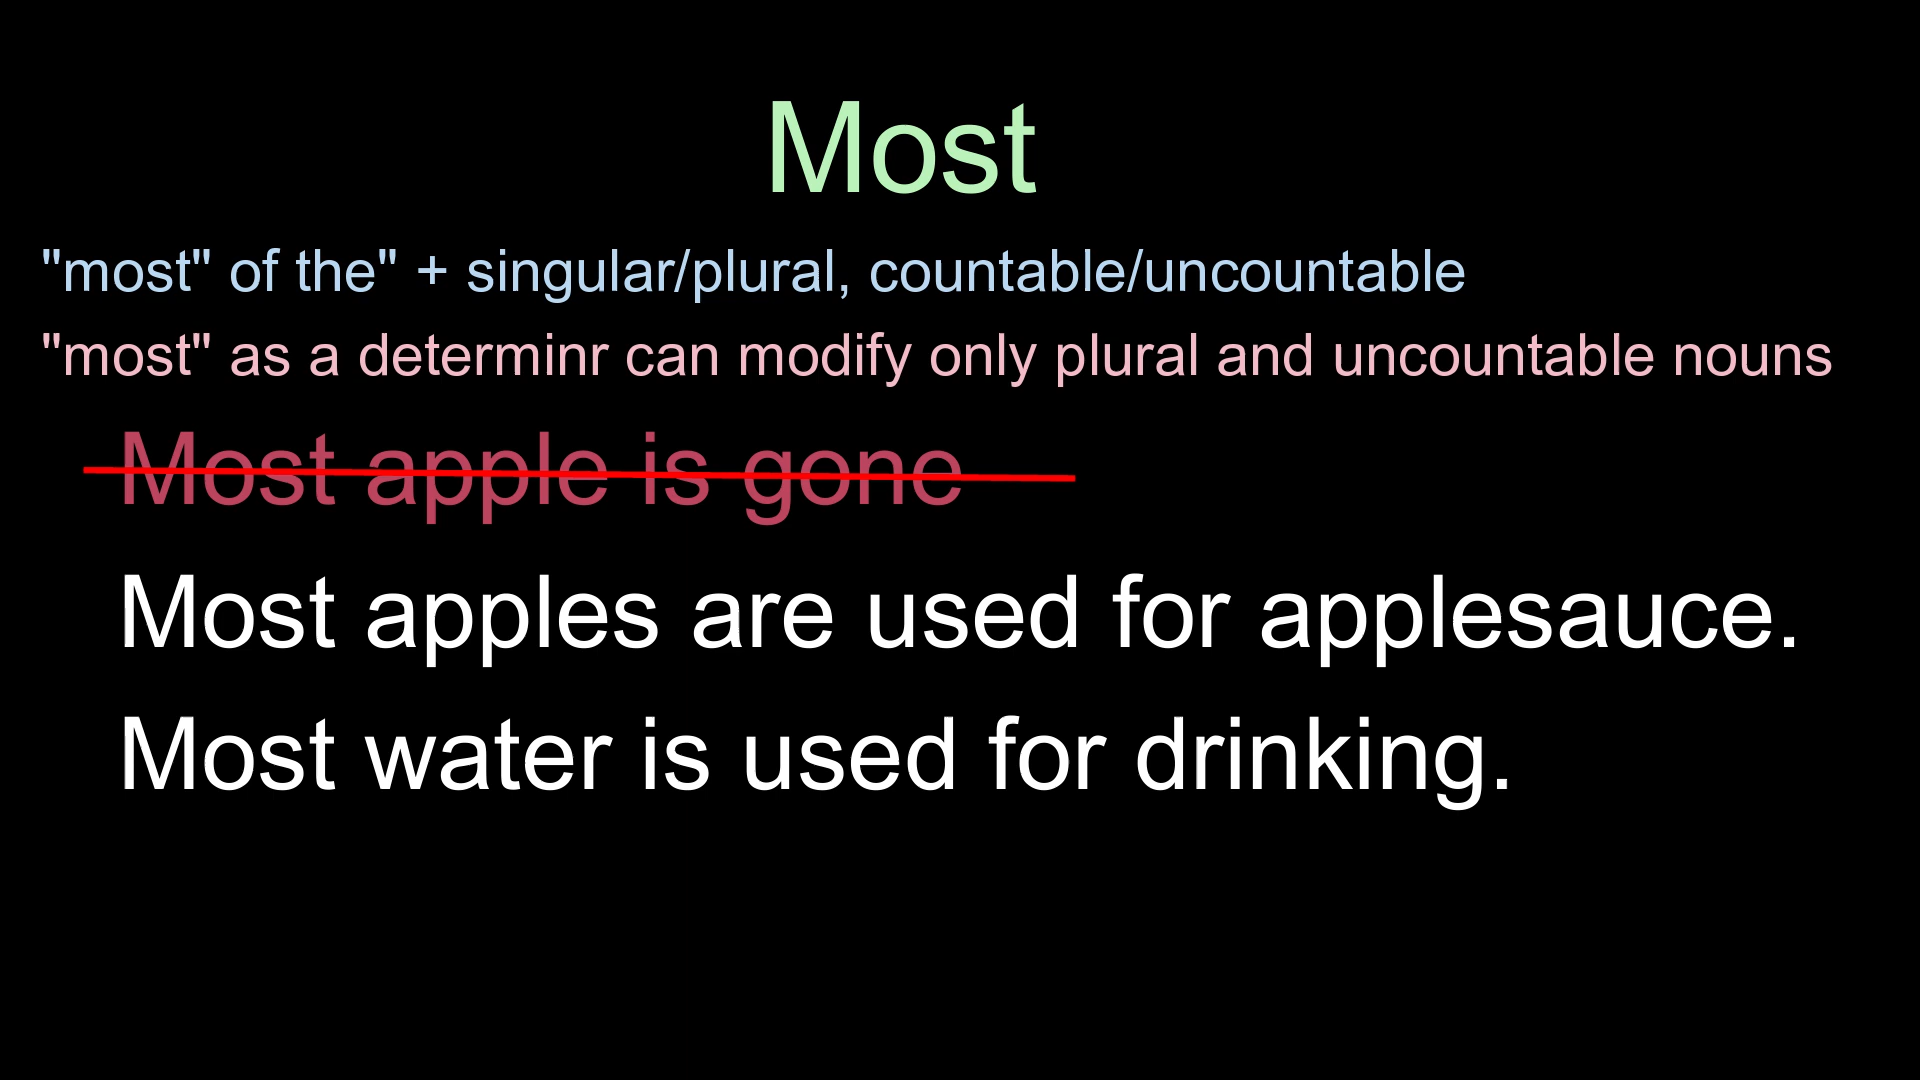 Most
"most" of the" + singular/plural, countable/uncountable
"most" as a determinr can modify only plural and uncountable nouns
Most apple is gone
Most apples are used for applesauce.
Most water is used for drinking.